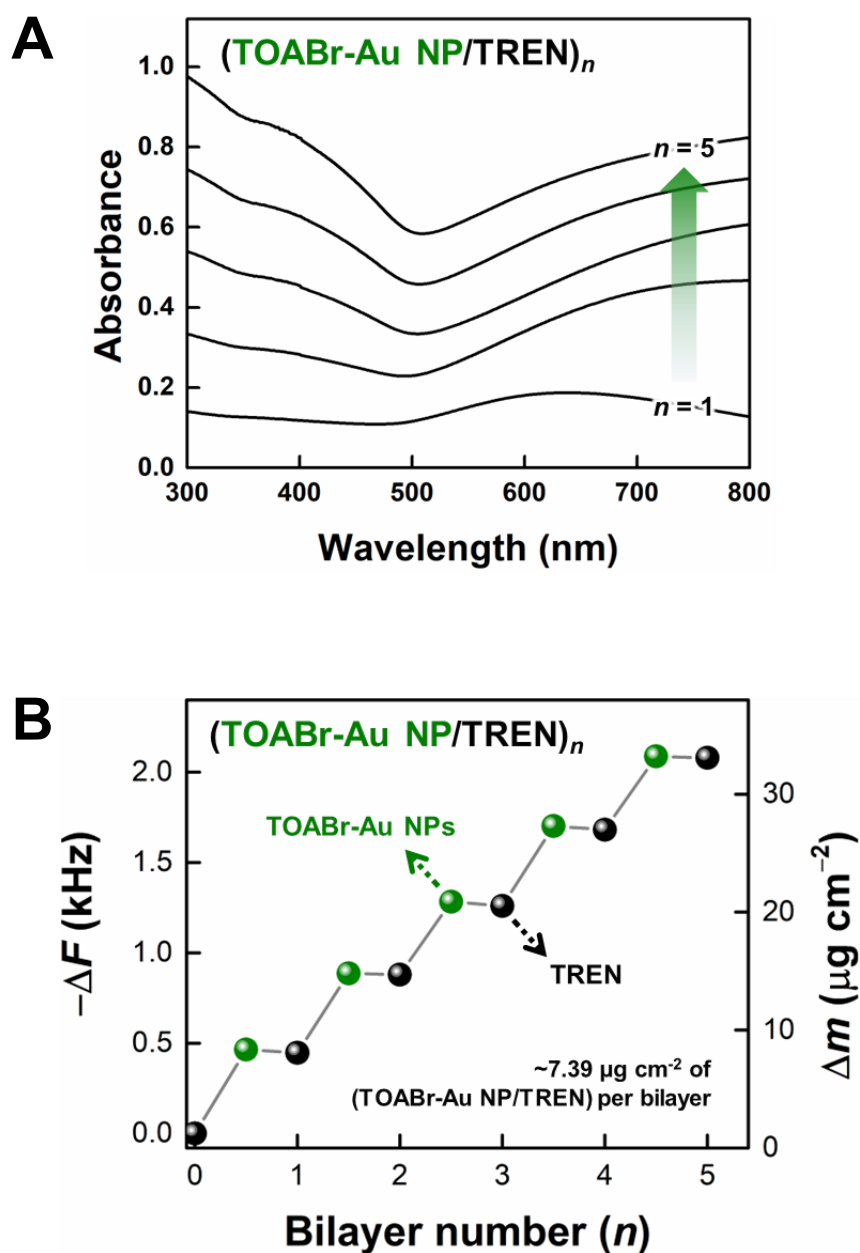 A
(TOABr-Au NP/TREN)n
1.0
0.8
0.6
0.4
0.2
0.0
Absorbance
n = 5
n = 1
300 400 500 600 700 800
Wavelength (nm)
B
(TOABr-Au NP/TREN)n
2.0
1.5
1.0
0.5
0.0
−ΔF (kHz)
TOABr-Au NPs
TREN
~7.39 µg cm-2 of
(TOABr-Au NP/TREN) per bilayer
30
20
10
0
Δm (µg cm−2)
0 1 2 3 4 5
Bilayer number (n)